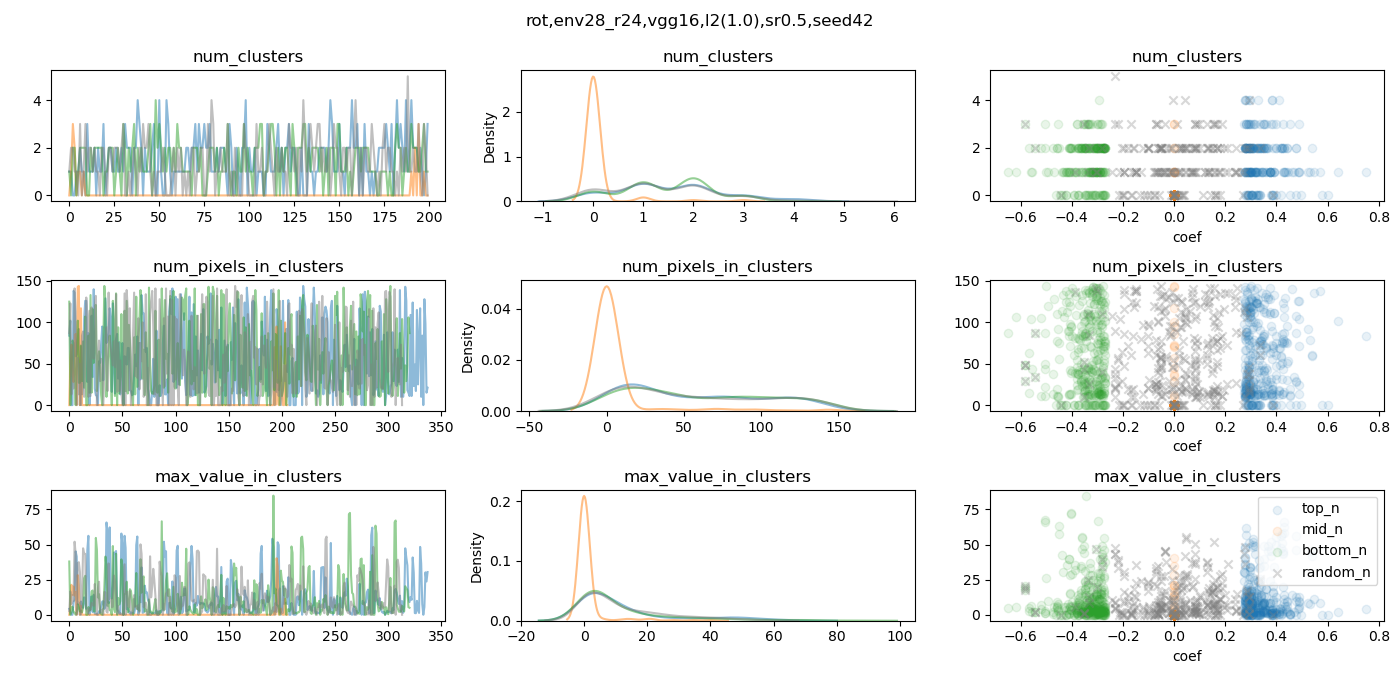 rot,env28_r24,vgg16,l2(1.0),sr0.5,seed42
num_clusters
num_clusters
num_clusters
4
2
0
0 25 50 75 100 125 150 175 200
Density
2
1
0
−1 0 1 2 3 4 5 6
4
2
0
−0.6 −0.4 −0.2 0.0 0.2 0.4 0.6 0.8
coef
num_pixels_in_clusters
num_pixels_in_clusters
num_pixels_in_clusters
150
100
50
0
0 50 100 150 200 250 300 350
Density
0.04
0.02
0.00
−50 0 50 100 150
150
100
50
0
−0.6 −0.4 −0.2 0.0 0.2 0.4 0.6 0.8
coef
max_value_in_clusters
max_value_in_clusters
max_value_in_clusters
75
50
25
0
0 50 100 150 200 250 300 350
Density
0.2
0.1
0.0
−20 0 20 40 60 80 100
75
50
25
0
−0.6 −0.4 −0.2 0.0 0.2 0.4 0.6 0.8
coef
top_n
mid_n
bottom_n
random_n